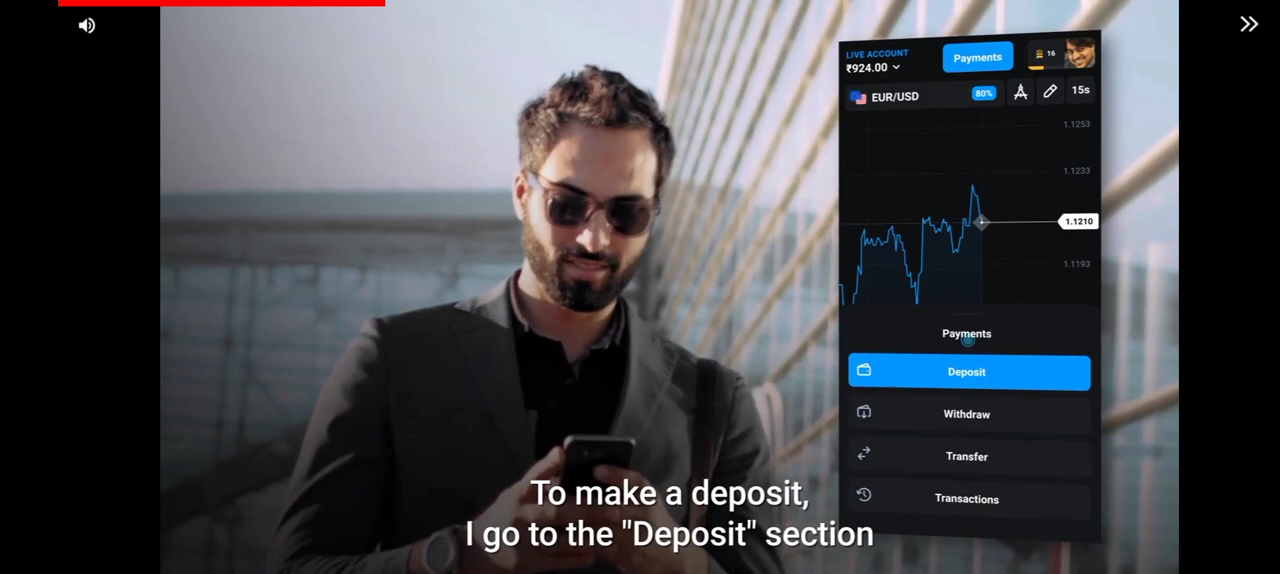 LIVE ACCOUNT
₹924.00
Payments
16
EUR/USD
80%
15s
1.1253
1.1233
1.1210
1.1193
Payments
Deposit
Withdraw
Transfer
Transactions
To make a deposit,
I go to the "Deposit" section